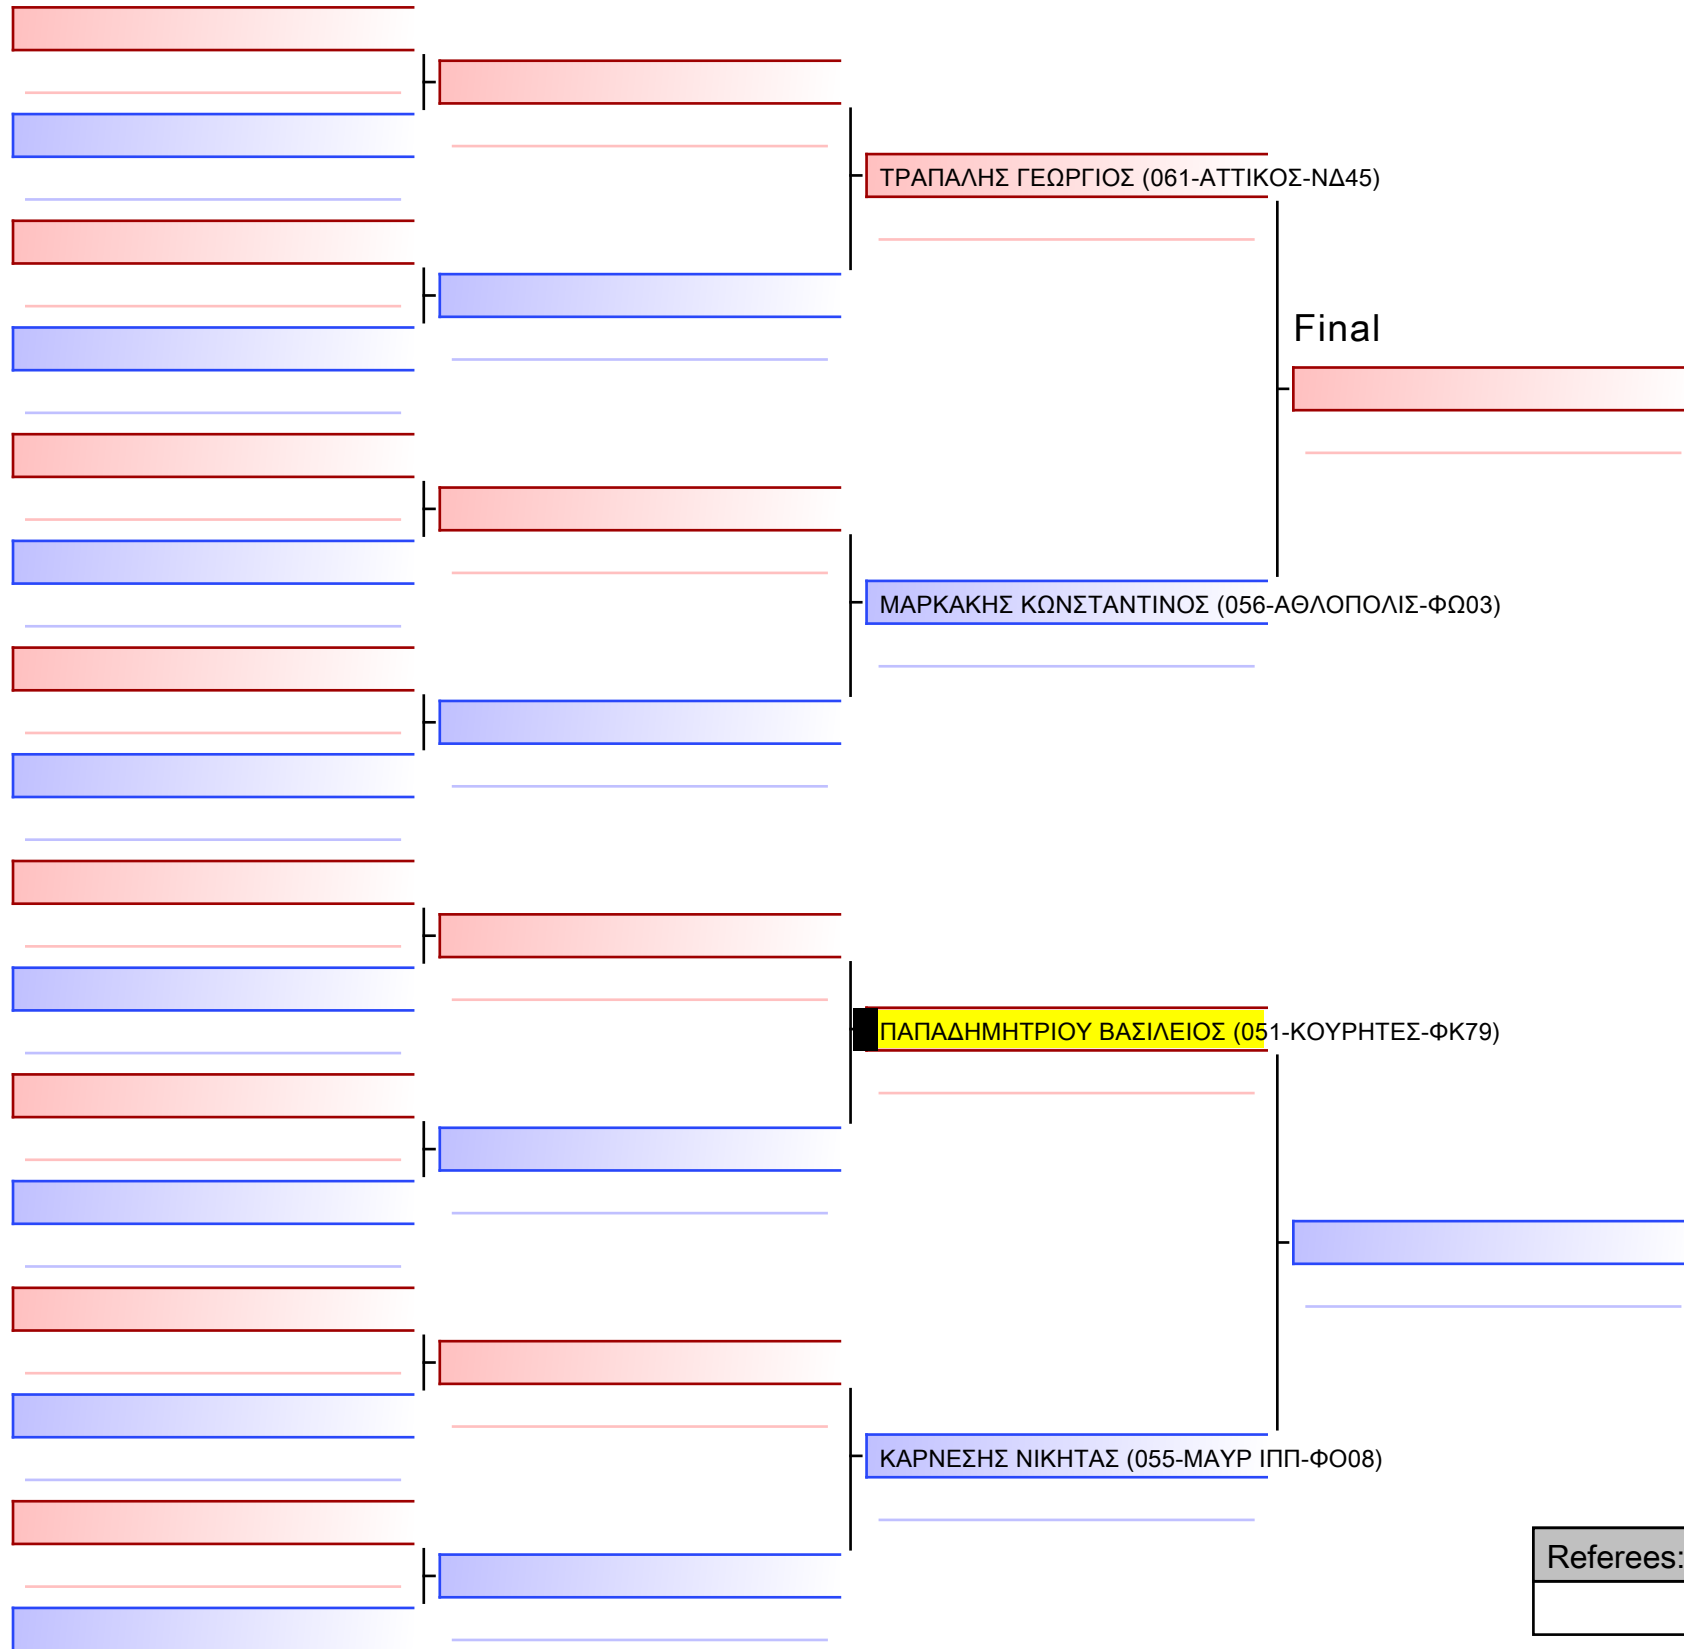 ΤΡΑΠΑΛΗΣ ΓΕΩΡΓΙΟΣ (061-ΑΤΤΙΚΟΣ-ΝΔ45)
Final
ΜΑΡΚΑΚΗΣ ΚΩΝΣΤΑΝΤΙΝΟΣ (056-ΑΘΛΟΠΟΛΙΣ-ΦΩ03)
ΠΑΠΑΔΗΜΗΤΡΙΟΥ ΒΑΣΙΛΕΙΟΣ (051-ΚΟΥΡΗΤΕΣ-ΦΚ79)
ΚΑΡΝΕΣΗΣ ΝΙΚΗΤΑΣ (055-ΜΑΥΡ ΙΠΠ-ΦΟ08)
Referees: